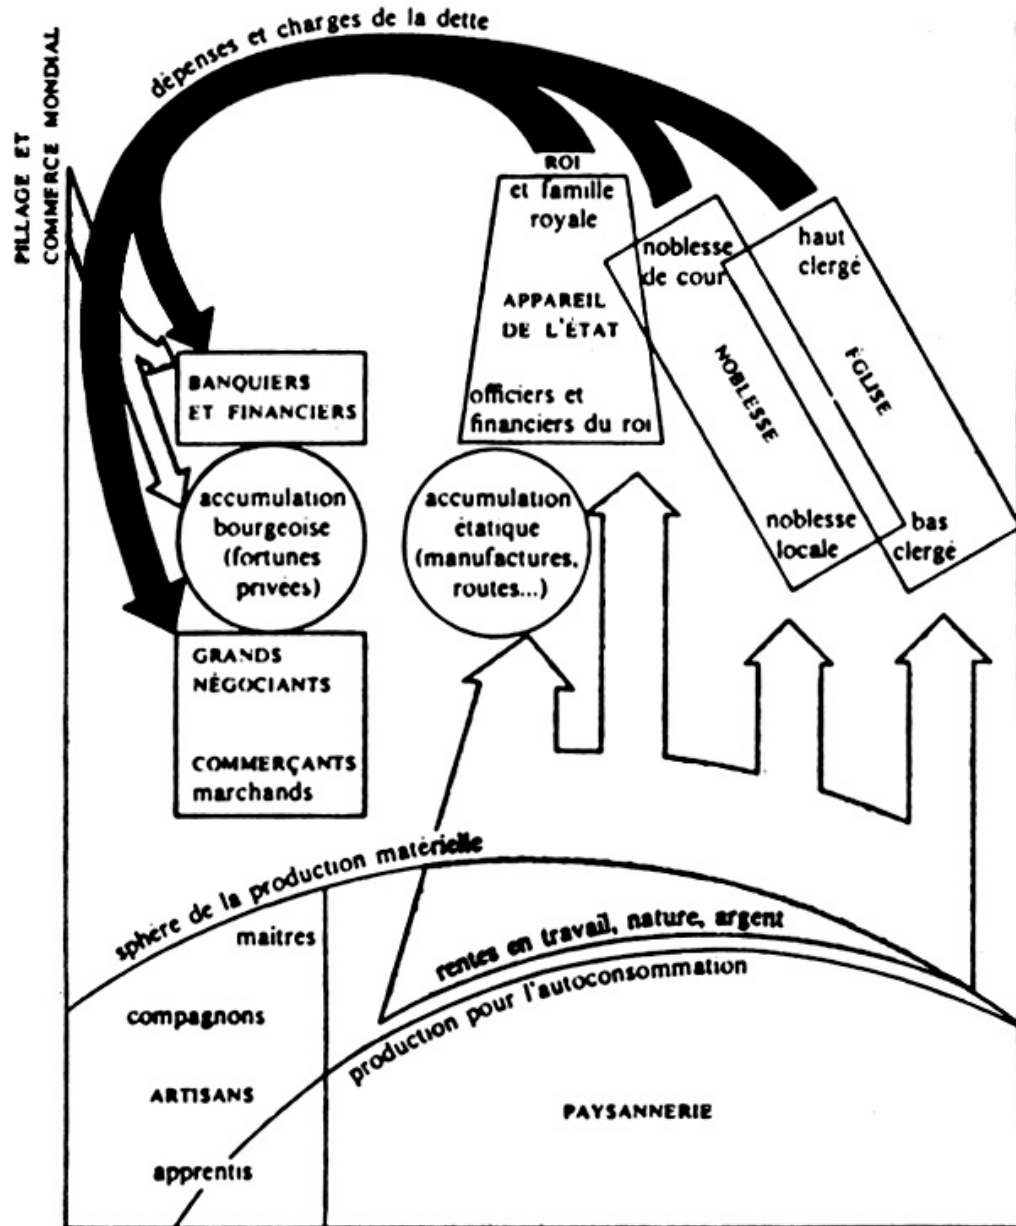 dépenses et charges de la dette
PILLAGE ET
COMMERCE MONDIAL
ROI
et famille
royale
APPAREIL
DE L'ÉTAT
officiers et
financiers du roi
noblesse
de cour
NOBLESSE
noblesse
locale
haut
clergé
ÉGLISE
bas
clergé
BANQUIERS
ET FINANCIERS
accumulation
bourgeoise
(fortunes
privées)
accumulation
étatique
(manufactures,
routes...)
GRANDS
NÉGOCIANTS
COMMERÇANTS
marchands
sphère de la production matérielle
rentes en travail, nature, argent
production pour l'autoconsommation
maitres
compagnons
ARTISANS
apprentis
PAYSANNERIE